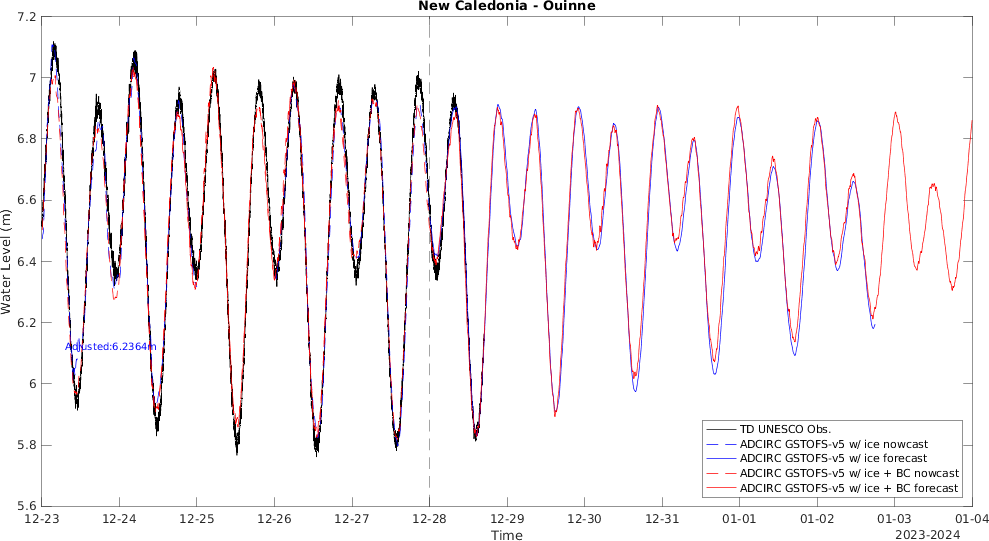 New Caledonia - Ouinne
7.2
7
6.8
6.6
6.4
6.2
6
5.8
5.6
Water Level (m)
Adjusted:6.2364m
TD UNESCO Obs.
ADCIRC GSTOFS-v5 w/ ice nowcast
ADCIRC GSTOFS-v5 w/ ice forecast
ADCIRC GSTOFS-v5 w/ ice + BC nowcast
ADCIRC GSTOFS-v5 w/ ice + BC forecast
12-23 12-24 12-25 12-26 12-27 12-28 12-29 12-30 12-31 01-01 01-02 01-03 01-04
Time
2023-2024